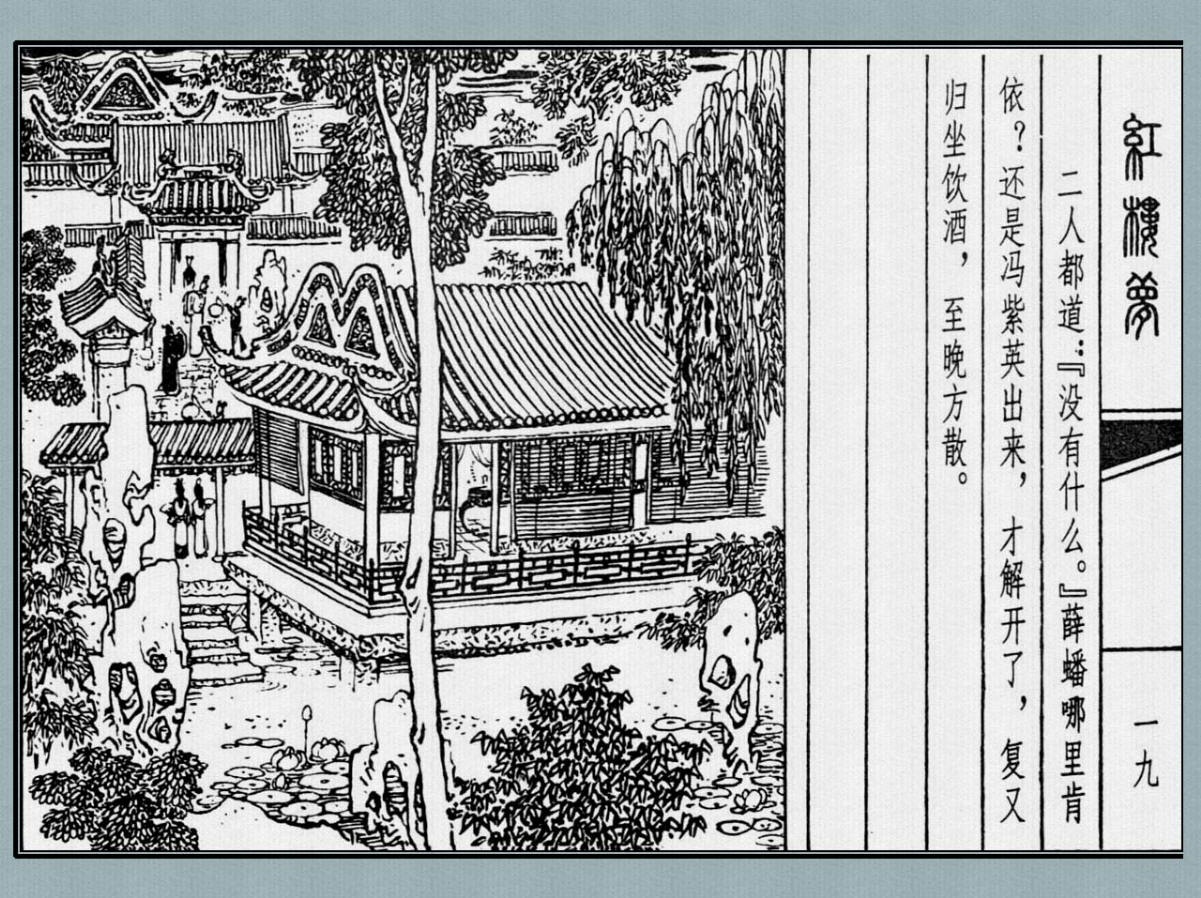 红楼梦
一九
二人都道：『没有什么。』薛蟠哪里肯
依？还是冯紫英出来，才解开了，复又
归坐饮酒，至晚方散。